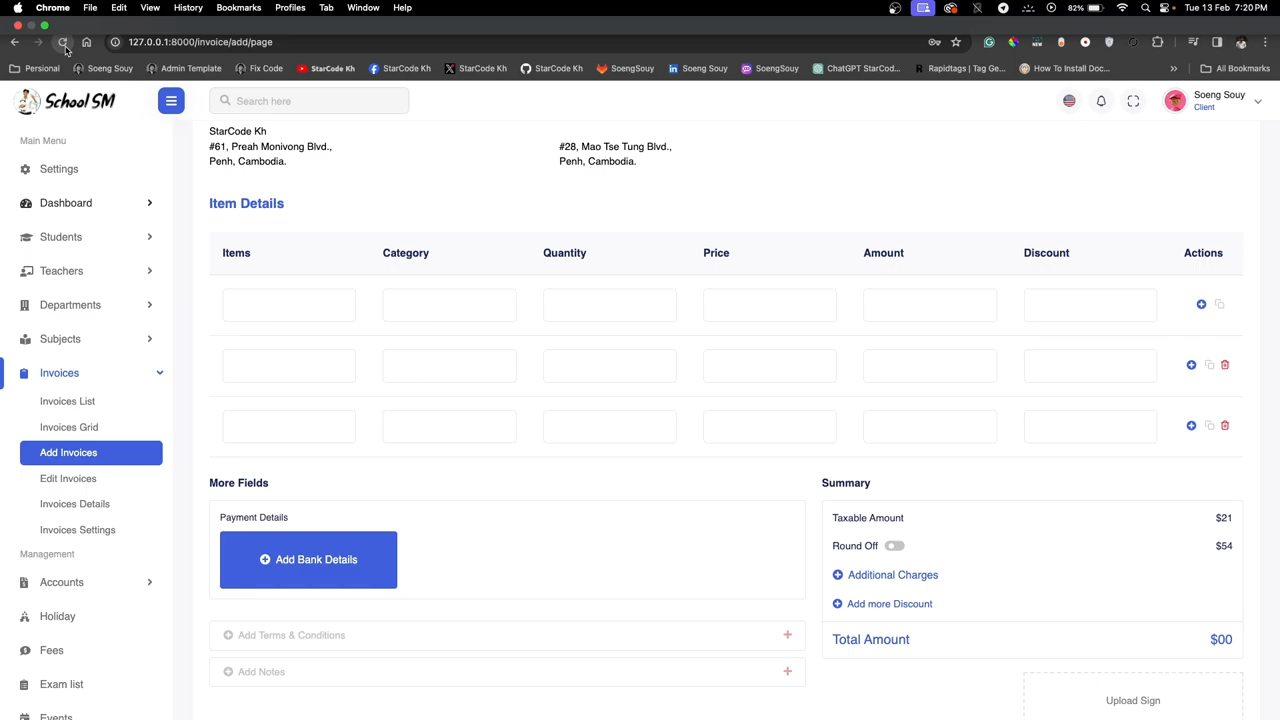 Chrome File Edit View History Bookmarks Profiles Tab Window Help 82% Tue 13 Feb 7:20 PM
127.0.0.1:8000/invoice/add/page
Personal Soeng Souy Admin Template Fix Code StarCode Kh StarCode Kh StarCode Kh StarCode Kh SoengSouy Soeng Souy SoengSouy ChatGPT StarCod... Rapidtags | Tag Ge... How To Install Doc... » All Bookmarks
School SM
Search here
Soeng Souy
Client
Main Menu
Settings
Dashboard
Students
Teachers
Departments
Subjects
Invoices
Invoices List
Invoices Grid
Add Invoices
Edit Invoices
Invoices Details
Invoices Settings
Management
Accounts
Holiday
Fees
Exam list
Events
StarCode Kh
#61, Preah Monivong Blvd.,
Penh, Cambodia.
#28, Mao Tse Tung Blvd.,
Penh, Cambodia.
Item Details
Items Category Quantity Price Amount Discount Actions
More Fields
Payment Details
Add Bank Details
Add Terms & Conditions
Add Notes
Summary
Taxable Amount $21
Round Off $54
Additional Charges
Add more Discount
Total Amount $00
Upload Sign